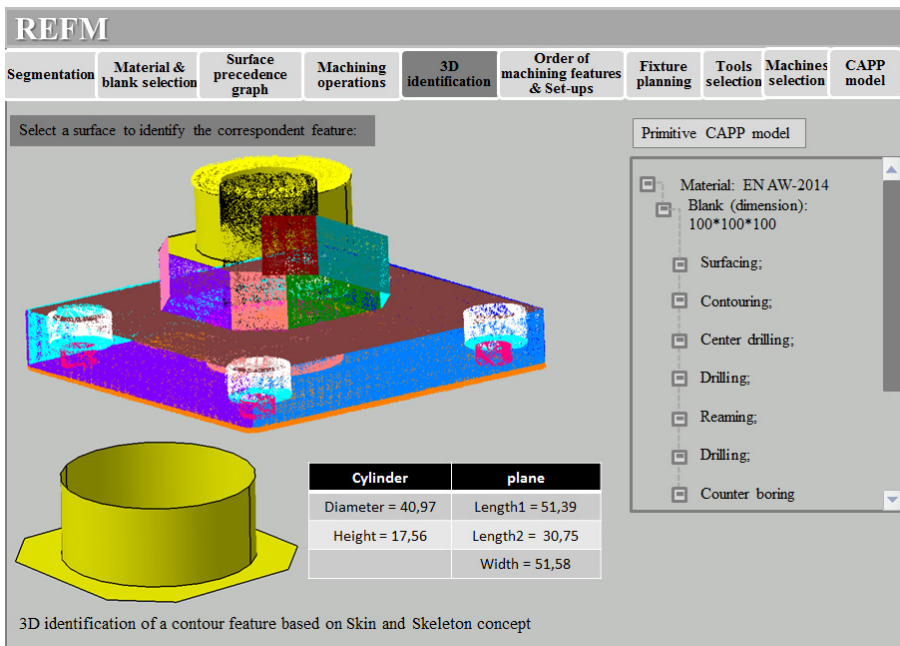 REFM
Segmentation
Material &
blank selection
Surface
precedence
graph
Machining
operations
3D
identification
Order of
machining features
& Set-ups
Fixture
planning
Tools
selection
Machines
selection
CAPP
model
Select a surface to identify the correspondent feature:
Primitive CAPP model
Material: EN AW-2014
Blank (dimension):
100*100*100
Surfacing;
Contouring;
Center drilling;
Drilling;
Reaming;
Drilling;
Counter boring
Cylinder plane
Diameter = 40,97 Length1 = 51,39
Height = 17,56 Length2 = 30,75
Width = 51,58
3D identification of a contour feature based on Skin and Skeleton concept